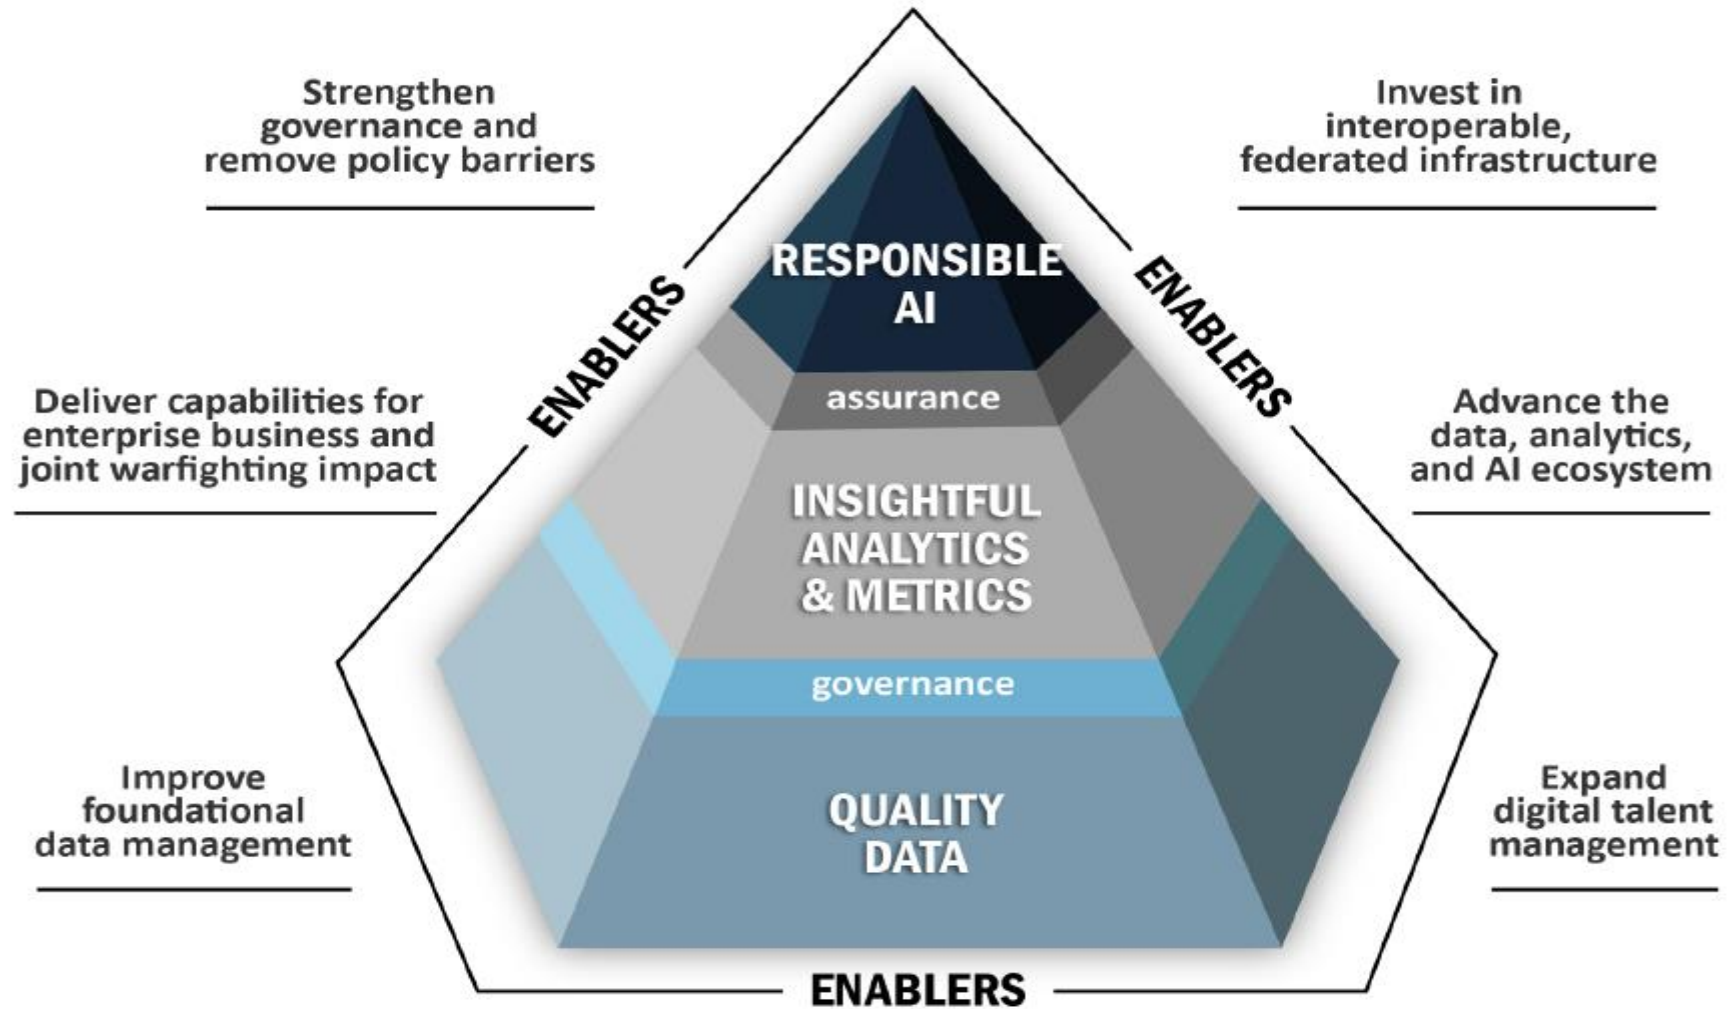 Strengthen
governance and
remove policy barriers
Invest in
interoperable,
federated infrastructure
ENABLERS
ENABLERS
RESPONSIBLE
AI
assurance
Deliver capabilities for
enterprise business and
joint warfighting impact
Advance the
data, analytics,
and AI ecosystem
INSIGHTFUL
ANALYTICS
& METRICS
governance
Improve
foundational
data management
QUALITY
DATA
Expand
digital talent
management
ENABLERS